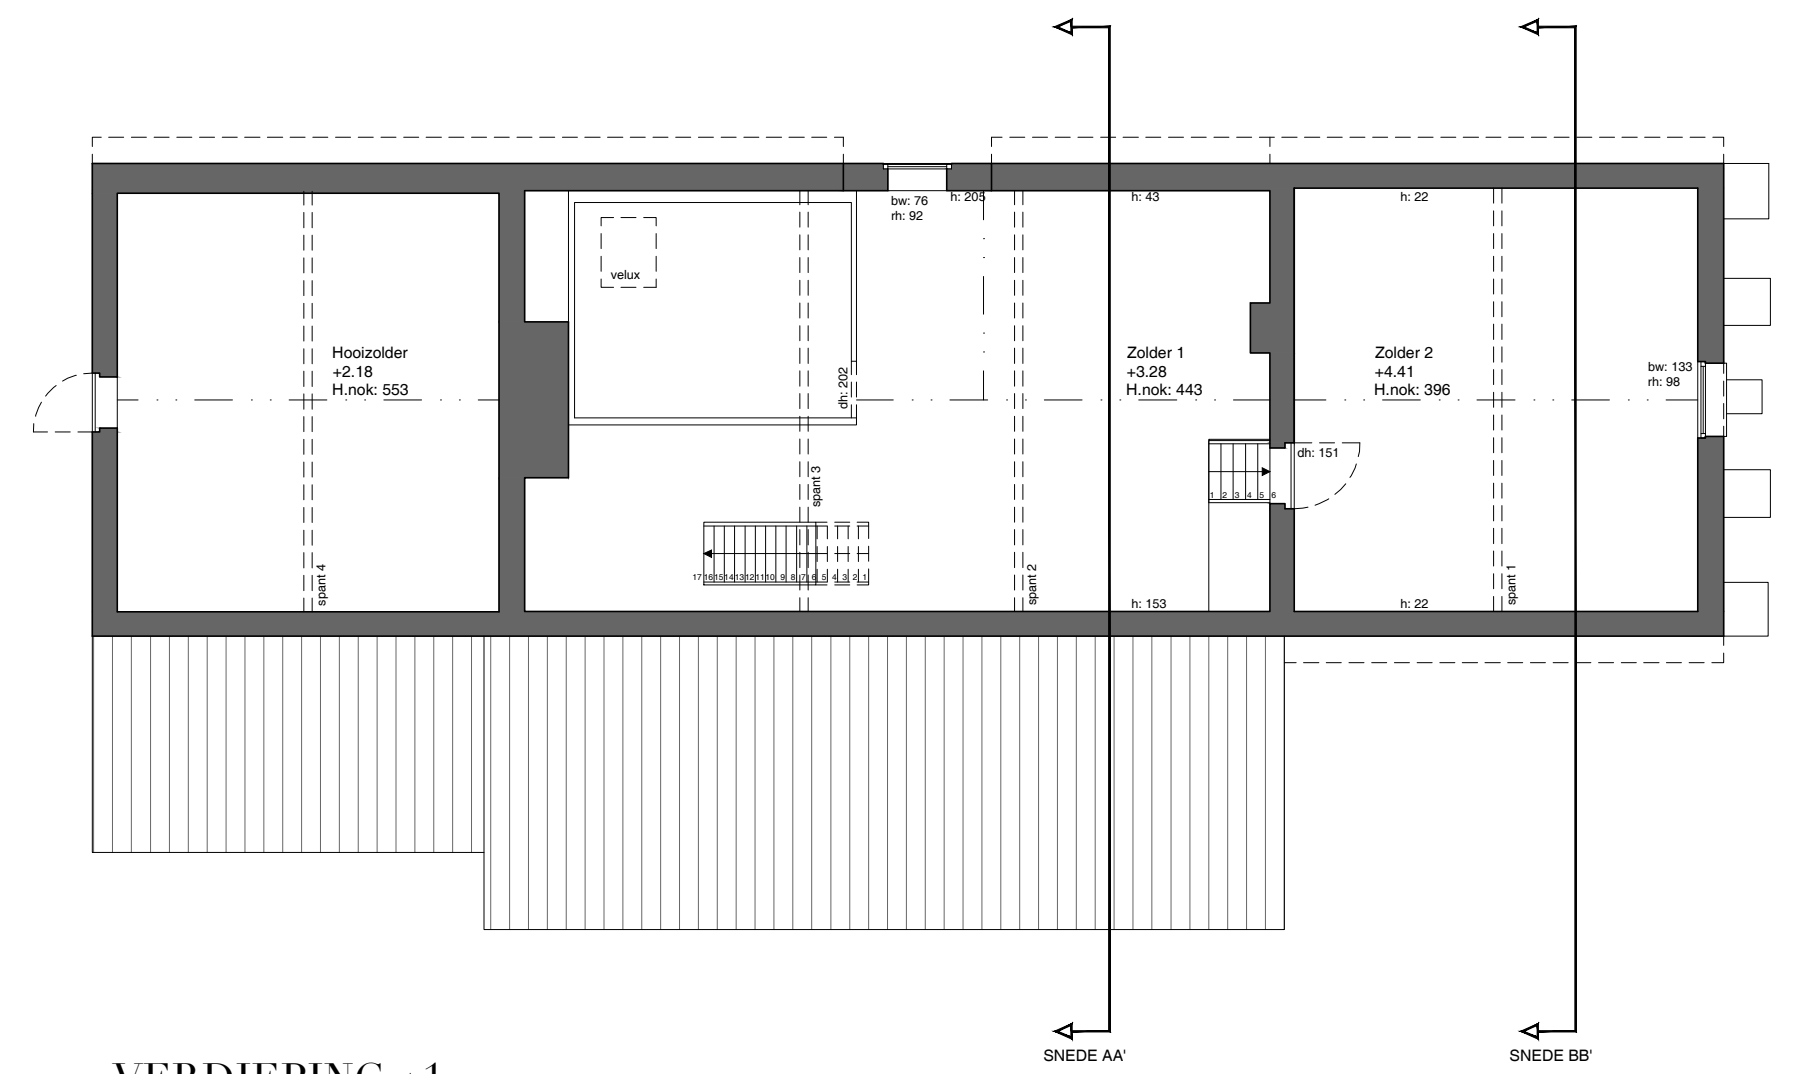 bw: 76
rh: 92
h: 205
h: 43
h: 22
velux
Hooizolder
+2.18
H.nok: 553
dh: 202
Zolder 1
+3.28
H.nok: 443
Zolder 2
+4.41
H.nok: 396
bw: 133
rh: 98
dh: 151
1 2 3 4 5 6
spant 3
17 16 15 14 13 12 11 10 9 8 7 6 5 4 3 2 1
spant 4
spant 2
spant 1
h: 153
h: 22
SNEDE AA'
SNEDE BB'
VERDIEPING +1